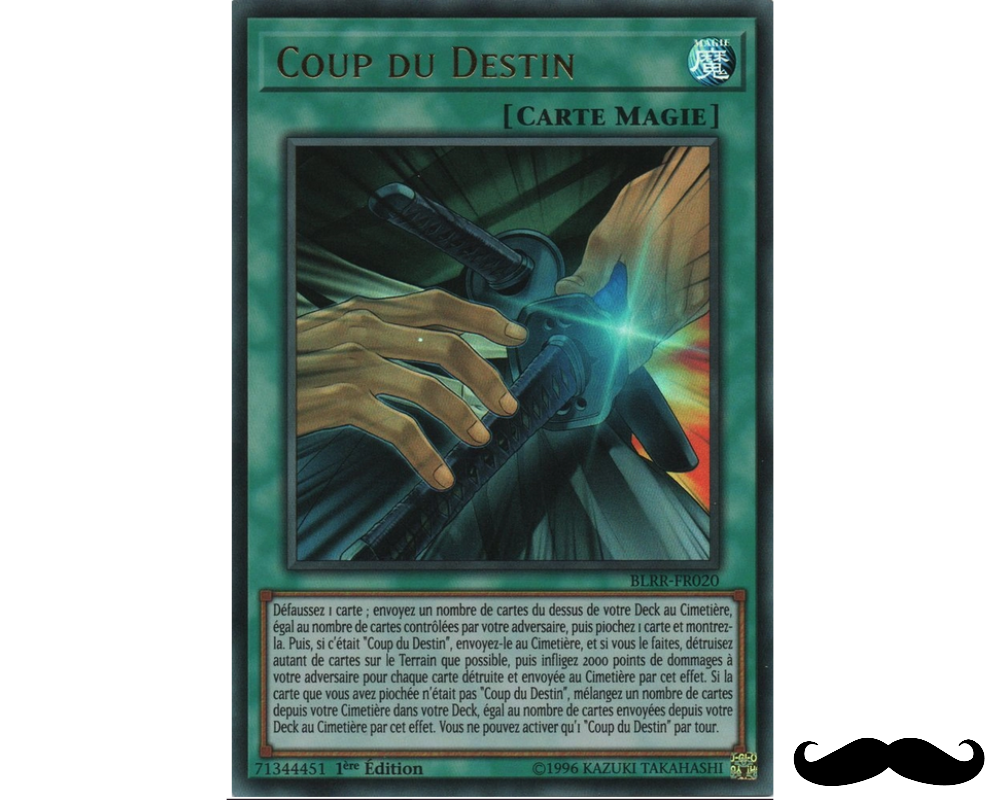 Coup du Destin
MAGIE
魔
[Carte Magie]
BLRR-FR020
Défaussez 1 carte ; envoyez un nombre de cartes du dessus de votre Deck au Cimetière,
égal au nombre de cartes contrôlées par votre adversaire, puis piochez 1 carte et montrez-
la. Puis, si c'était "Coup du Destin", envoyez-le au Cimetière, et si vous le faites, détruisez
autant de cartes sur le Terrain que possible, puis infligez 2000 points de dommages à
votre adversaire pour chaque carte détruite et envoyée au Cimetière par cet effet. Si la
carte que vous avez piochée n'était pas "Coup du Destin", mélangez un nombre de cartes
depuis votre Cimetière dans votre Deck, égal au nombre de cartes envoyées depuis votre
Deck au Cimetière par cet effet. Vous ne pouvez activer qu'1 "Coup du Destin" par tour.
71344451 1ère Édition
©1996 KAZUKI TAKAHASHI